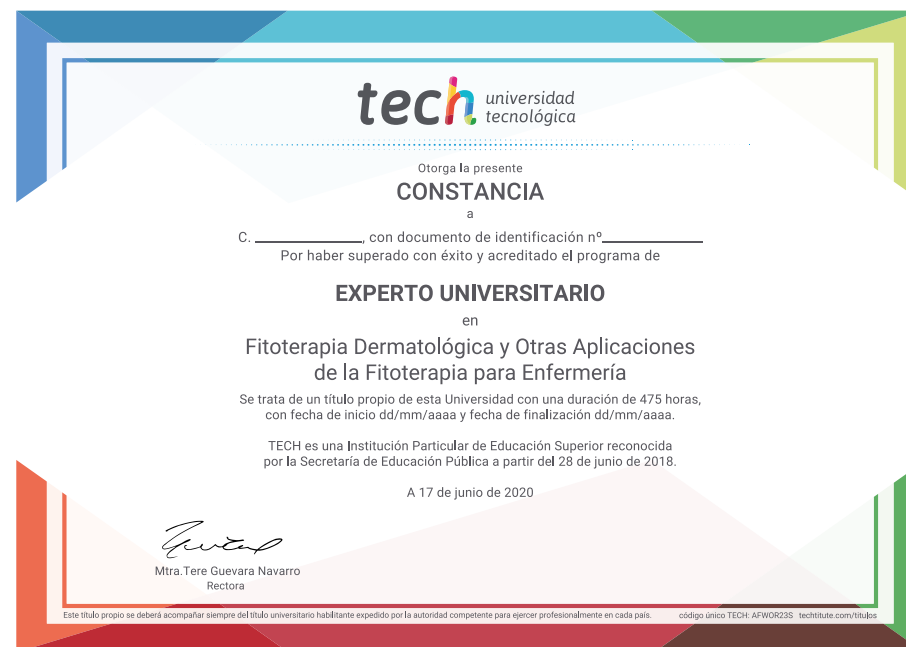 tech universidad
tecnológica
Otorga la presente
CONSTANCIA
a
C. ____________, con documento de identificación nº____________
Por haber superado con éxito y acreditado el programa de
EXPERTO UNIVERSITARIO
en
Fitoterapia Dermatológica y Otras Aplicaciones
de la Fitoterapia para Enfermería
Se trata de un título propio de esta Universidad con una duración de 475 horas,
con fecha de inicio dd/mm/aaaa y fecha de finalización dd/mm/aaaa.
TECH es una Institución Particular de Educación Superior reconocida
por la Secretaría de Educación Pública a partir del 28 de junio de 2018.
A 17 de junio de 2020
Mtra.Tere Guevara Navarro
Rectora
Este título propio se deberá acompañar siempre del título universitario habilitante expedido por la autoridad competente para ejercer profesionalmente en cada país. código único TECH: AFWOR23S techtitute.com/títulos